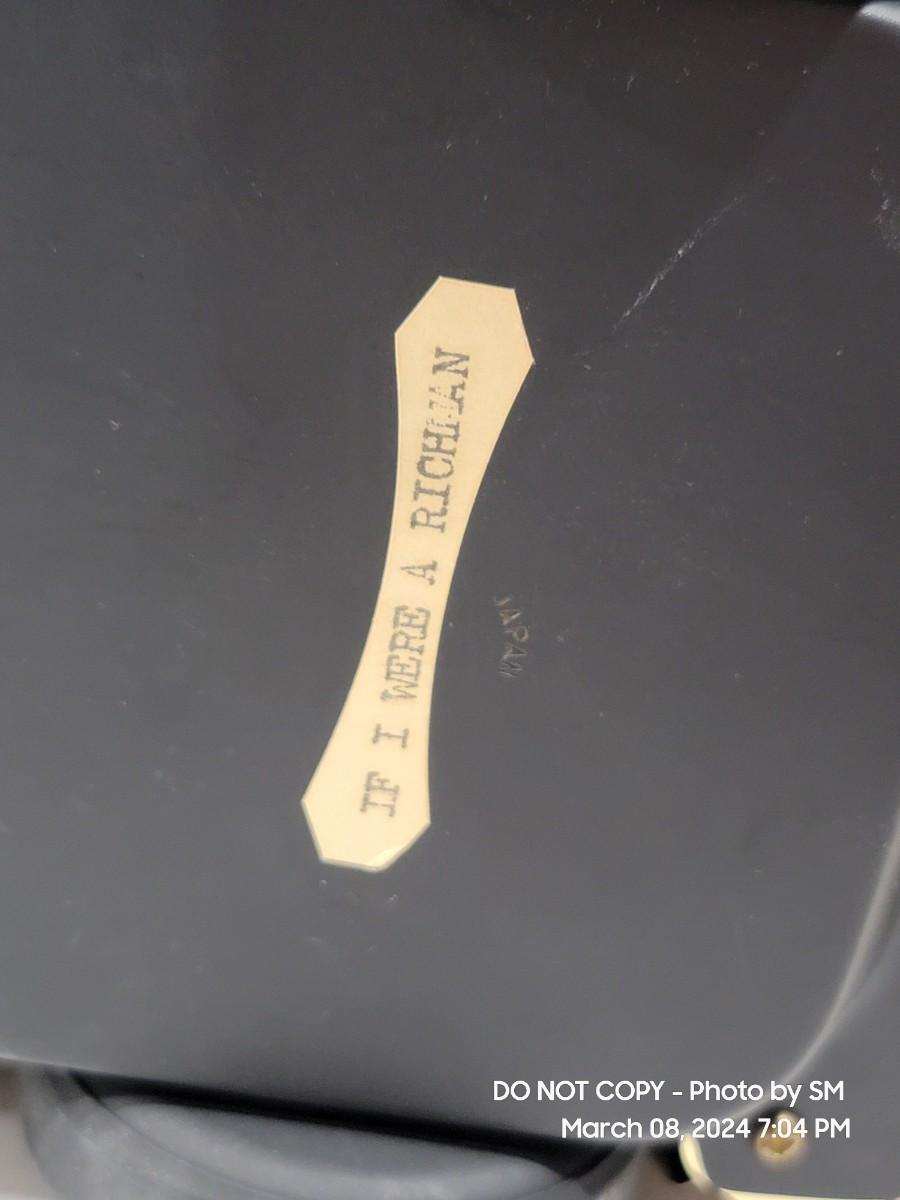 IF I WERE A RICHMAN
JAPAN
DO NOT COPY - Photo by SM
March 08, 2024 7:04 PM